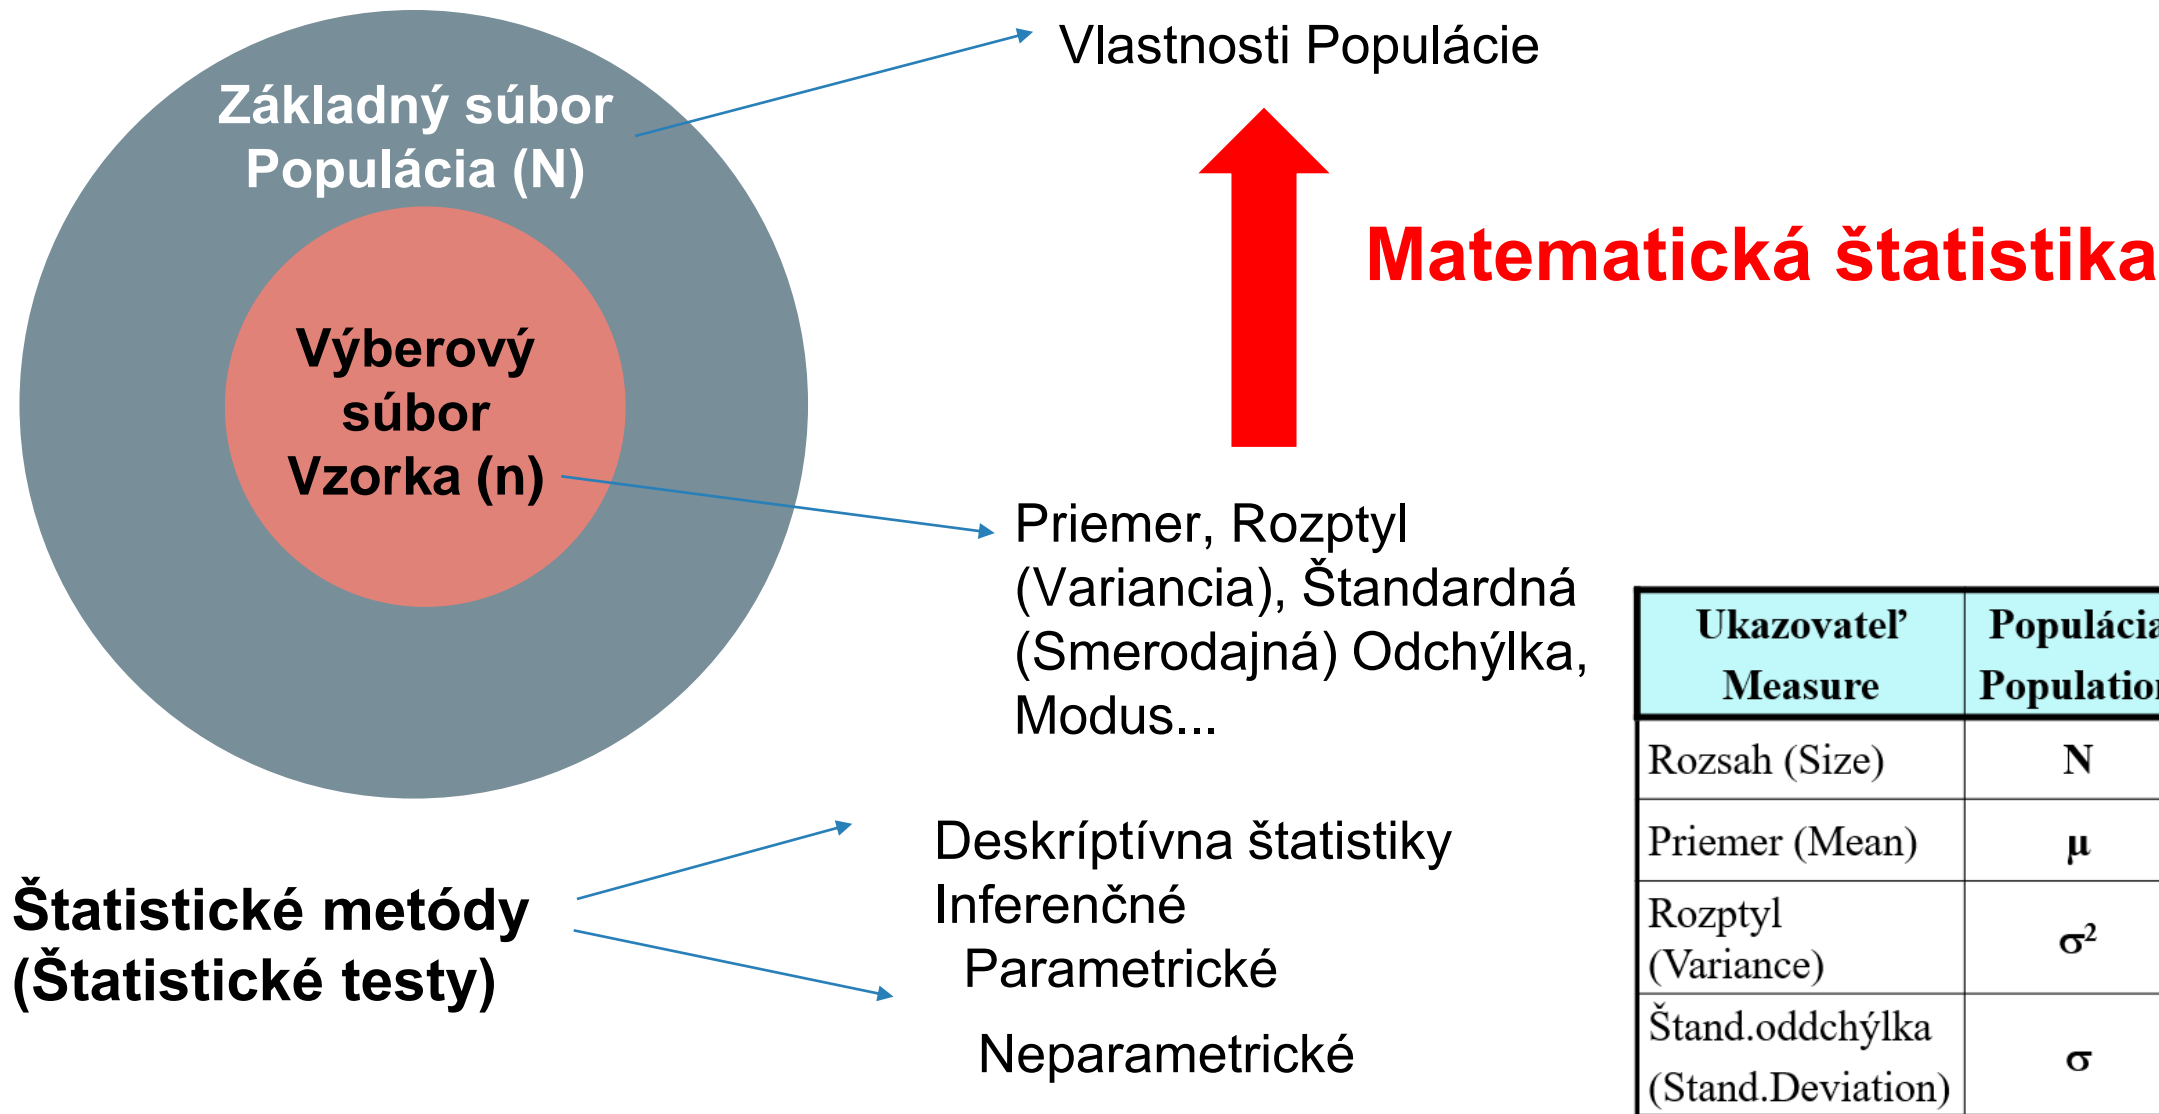 Základný súbor
Populácia (N)
Výberový
súbor
Vzorka (n)
Vlastnosti Populácie
Matematická štatistika
Priemer, Rozptyl
(Variancia), Štandardná
(Smerodajná) Odchýlka,
Modus...
Štatistické metódy
(Štatistické testy)
Deskríptívna štatistiky
Inferenčné
Parametrické
Neparametrické
Ukazovateľ Populácia
Measure Population
Rozsah (Size) N
Priemer (Mean) μ
Rozptyl
(Variance) σ²
Štand.oddchýlka
(Stand.Deviation) σ